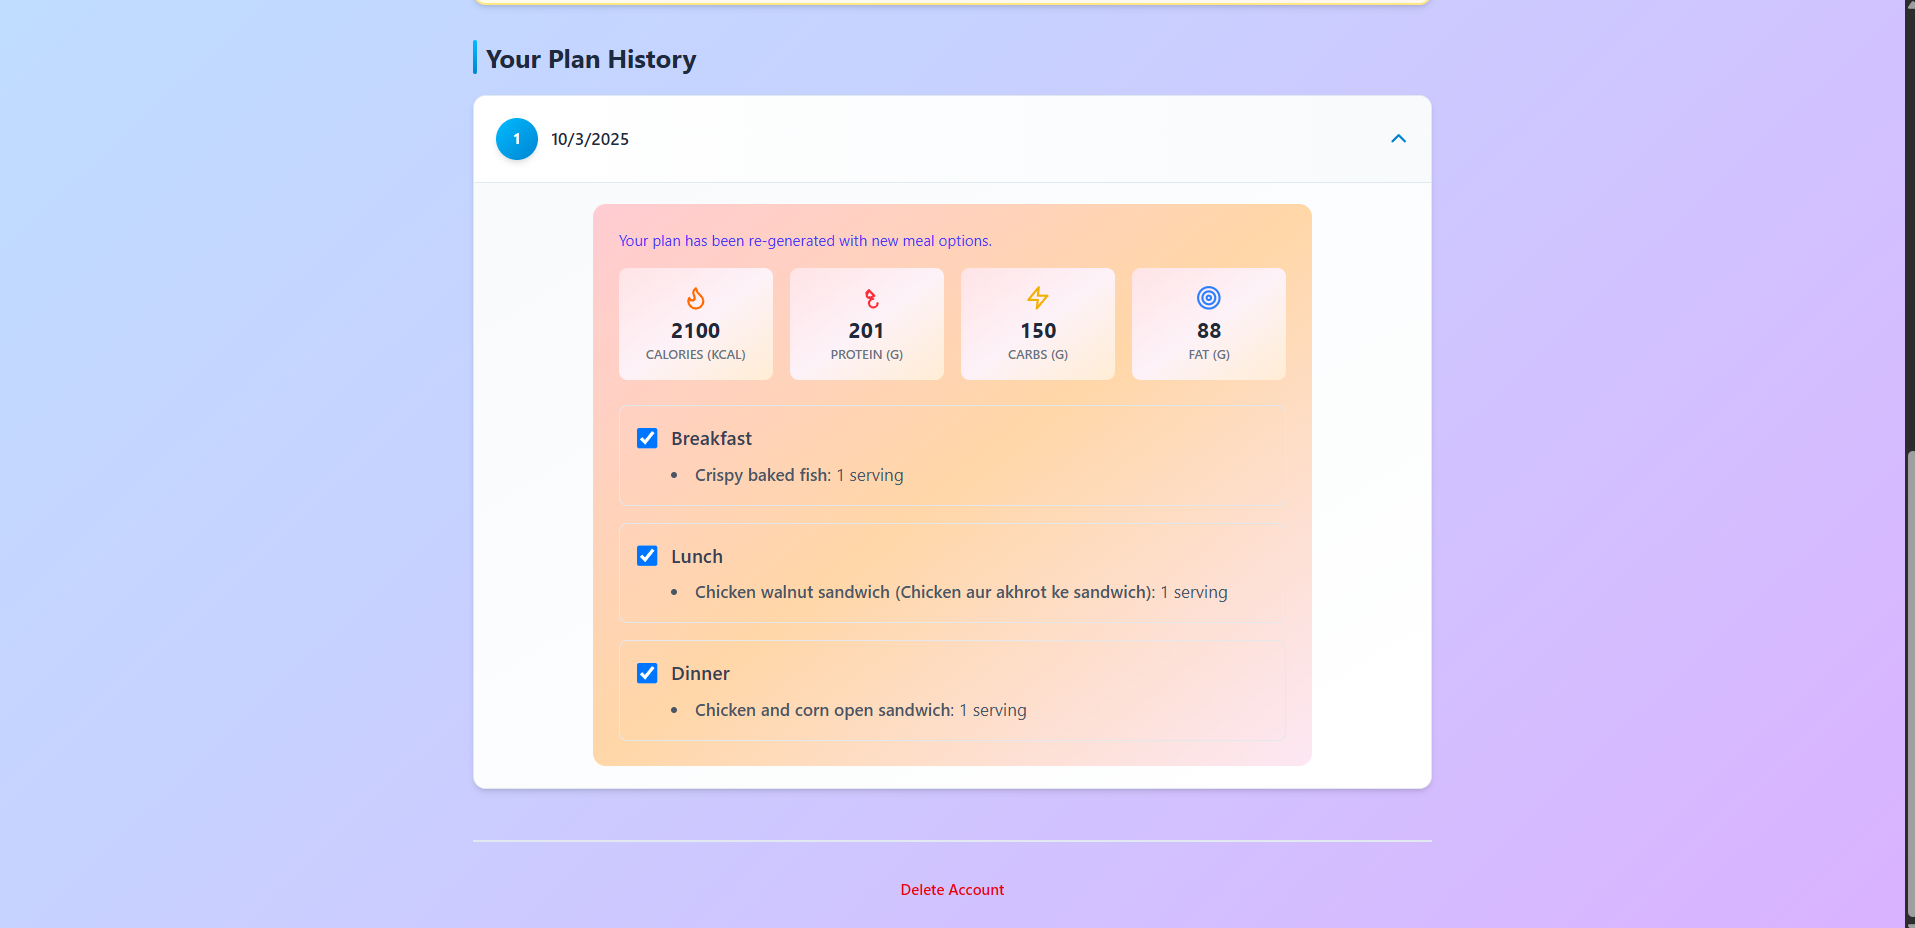 Your Plan History
1 10/3/2025
Your plan has been re-generated with new meal options.
2100 201 150 88
CALORIES (KCAL) PROTEIN (G) CARBS (G) FAT (G)
Breakfast
• Crispy baked fish: 1 serving
Lunch
• Chicken walnut sandwich (Chicken aur akhrot ke sandwich): 1 serving
Dinner
• Chicken and corn open sandwich: 1 serving
Delete Account